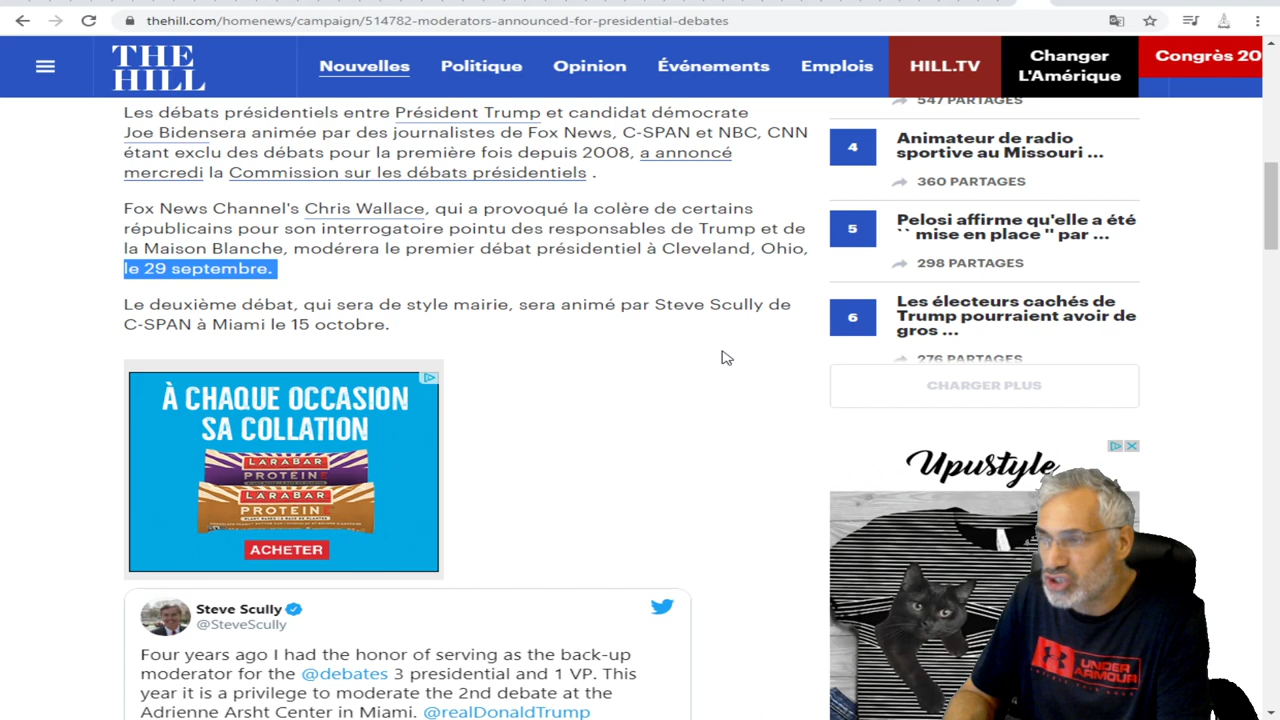 thehill.com/homenews/campaign/514782-moderators-announced-for-presidential-debates
THE
HILL
Nouvelles
Politique
Opinion
Événements
Emplois
HILL.TV
Changer
L'Amérique
Congrès 20
Les débats présidentiels entre Président Trump et candidat démocrate
Joe Bidensera animée par des journalistes de Fox News, C-SPAN et NBC, CNN
étant exclu des débats pour la première fois depuis 2008, a annoncé
mercredi la Commission sur les débats présidentiels .
Fox News Channel's Chris Wallace, qui a provoqué la colère de certains
républicains pour son interrogatoire pointu des responsables de Trump et de
la Maison Blanche, modérera le premier débat présidentiel à Cleveland, Ohio,
le 29 septembre.
Le deuxième débat, qui sera de style mairie, sera animé par Steve Scully de
C-SPAN à Miami le 15 octobre.
À CHAQUE OCCASION
SA COLLATION
LARABAR
PROTEINE
LARABAR
PROTEINE
ACHETER
Steve Scully
@SteveScully
Four years ago I had the honor of serving as the back-up
moderator for the @debates 3 presidential and 1 VP. This
year it is a privilege to moderate the 2nd debate at the
Adrienne Arsht Center in Miami. @realDonaldTrump
547 PARTAGES
4
Animateur de radio
sportive au Missouri ...
360 PARTAGES
5
Pelosi affirme qu'elle a été
`` mise en place '' par ...
298 PARTAGES
6
Les électeurs cachés de
Trump pourraient avoir de
gros ...
276 PARTAGES
CHARGER PLUS
Upustyle
UNDER
ARMOUR